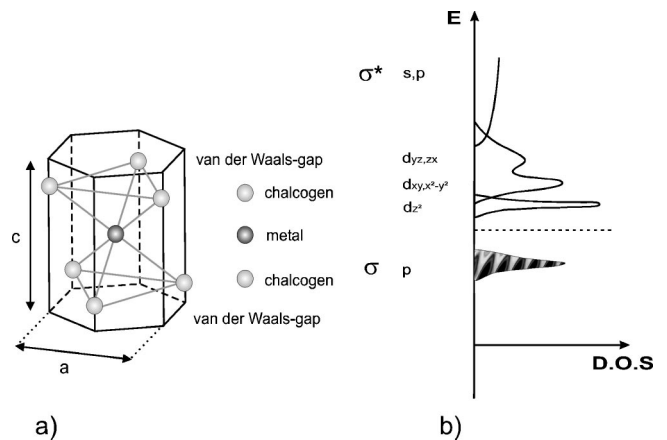 van der Waals-gap
chalcogen
metal
chalcogen
van der Waals-gap
c
a
a)
E
σ* s,p
dyz,zx
dxy,x²-y²
dz²
σ p
D.O.S
b)